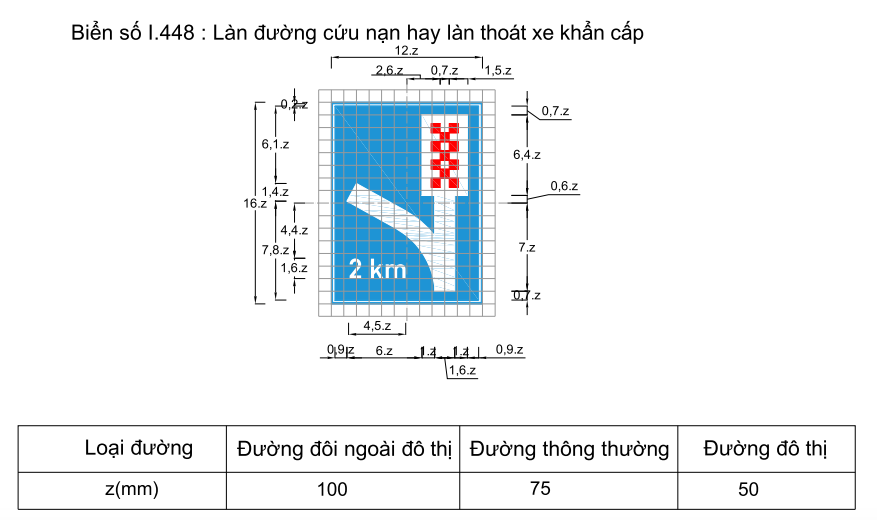 Biển số I.448 : Làn đường cứu nạn hay làn thoát xe khẩn cấp
12.z
2,6.z 0,7.z 1,5.z
0,2.z
0,7.z
6,1.z
6,4.z
1,4.z
0,6.z
16.z
4,4.z
7,8.z
7.z
1,6.z
2 km
0,7.z
4,5.z
0,9.z 6.z 1.z 1.z 0,9.z
1,6.z
Loại đường Đường đôi ngoài đô thị Đường thông thường Đường đô thị
z(mm) 100 75 50